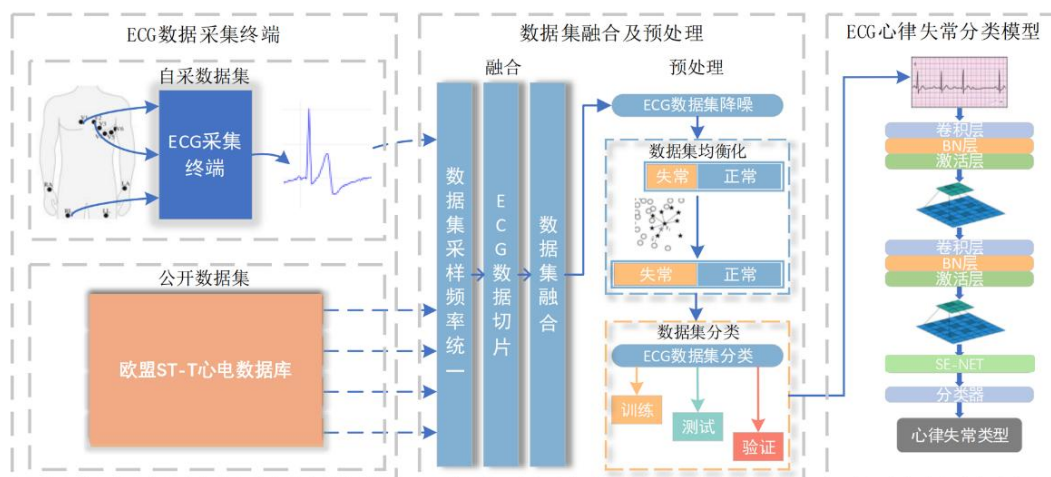 ECG数据采集终端
自采数据集
ECG采集
终端
公开数据集
欧盟ST-T心电数据库
数据集融合及预处理
融合
数据集采样频率统一
ECG数据切片
数据集融合
预处理
ECG数据集降噪
数据集均衡化
失常 正常
失常 正常
数据集分类
ECG数据集分类
训练
测试
验证
ECG心律失常分类模型
卷积层
BN层
激活层
卷积层
BN层
激活层
SE-NET
分类器
心律失常类型